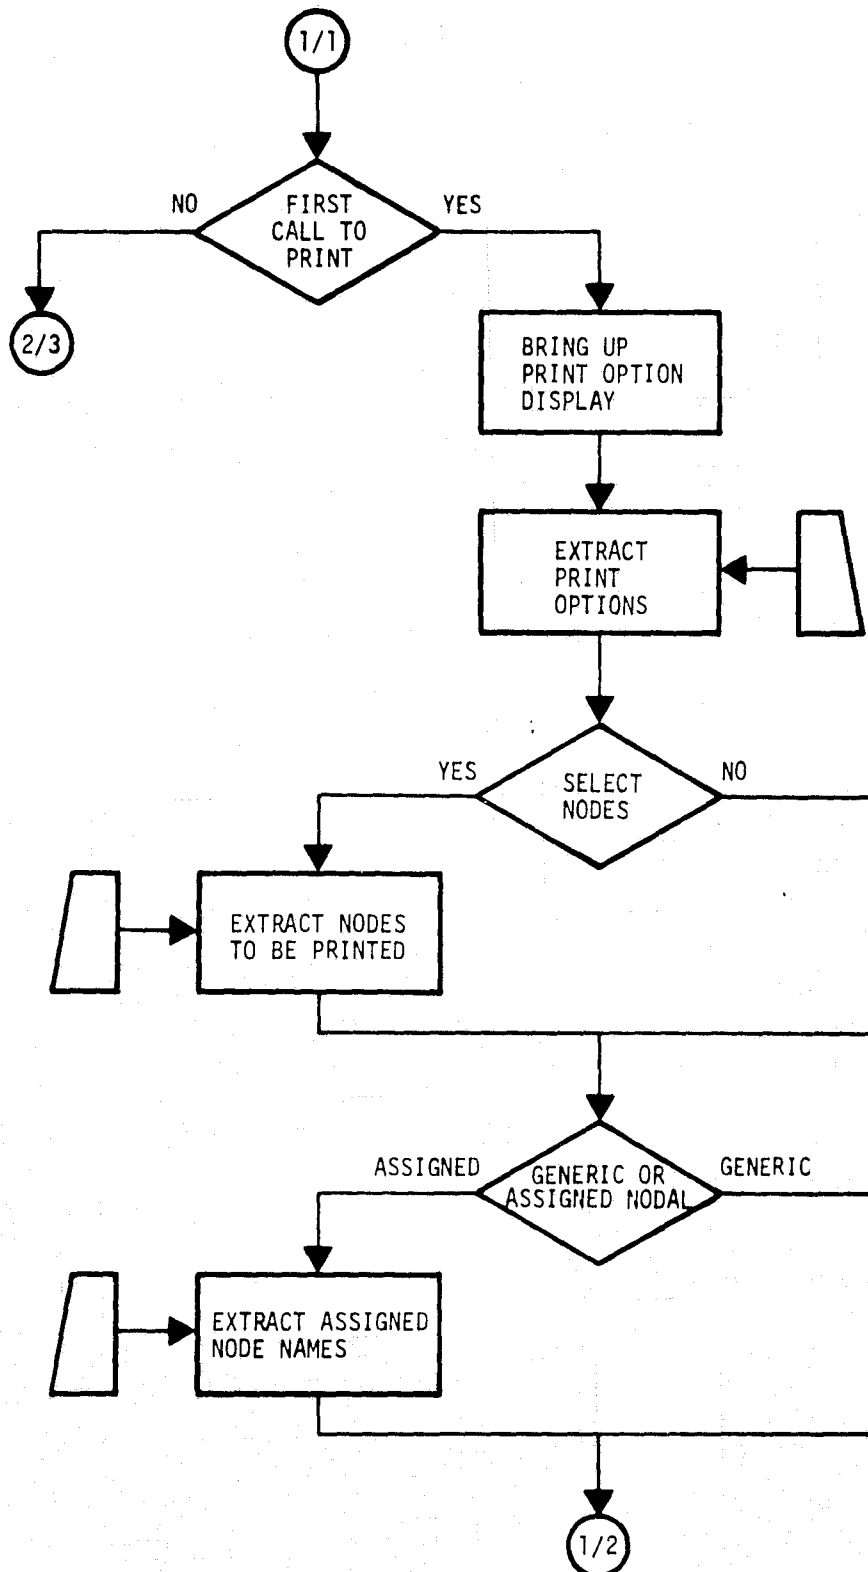 1/1
NO
FIRST
YES
CALL TO
PRINT
2/3
BRING UP
PRINT OPTION
DISPLAY
EXTRACT
PRINT
OPTIONS
YES
SELECT
NODES
NO
EXTRACT NODES
TO BE PRINTED
ASSIGNED
GENERIC OR
ASSIGNED NODAL
GENERIC
EXTRACT ASSIGNED
NODE NAMES
1/2